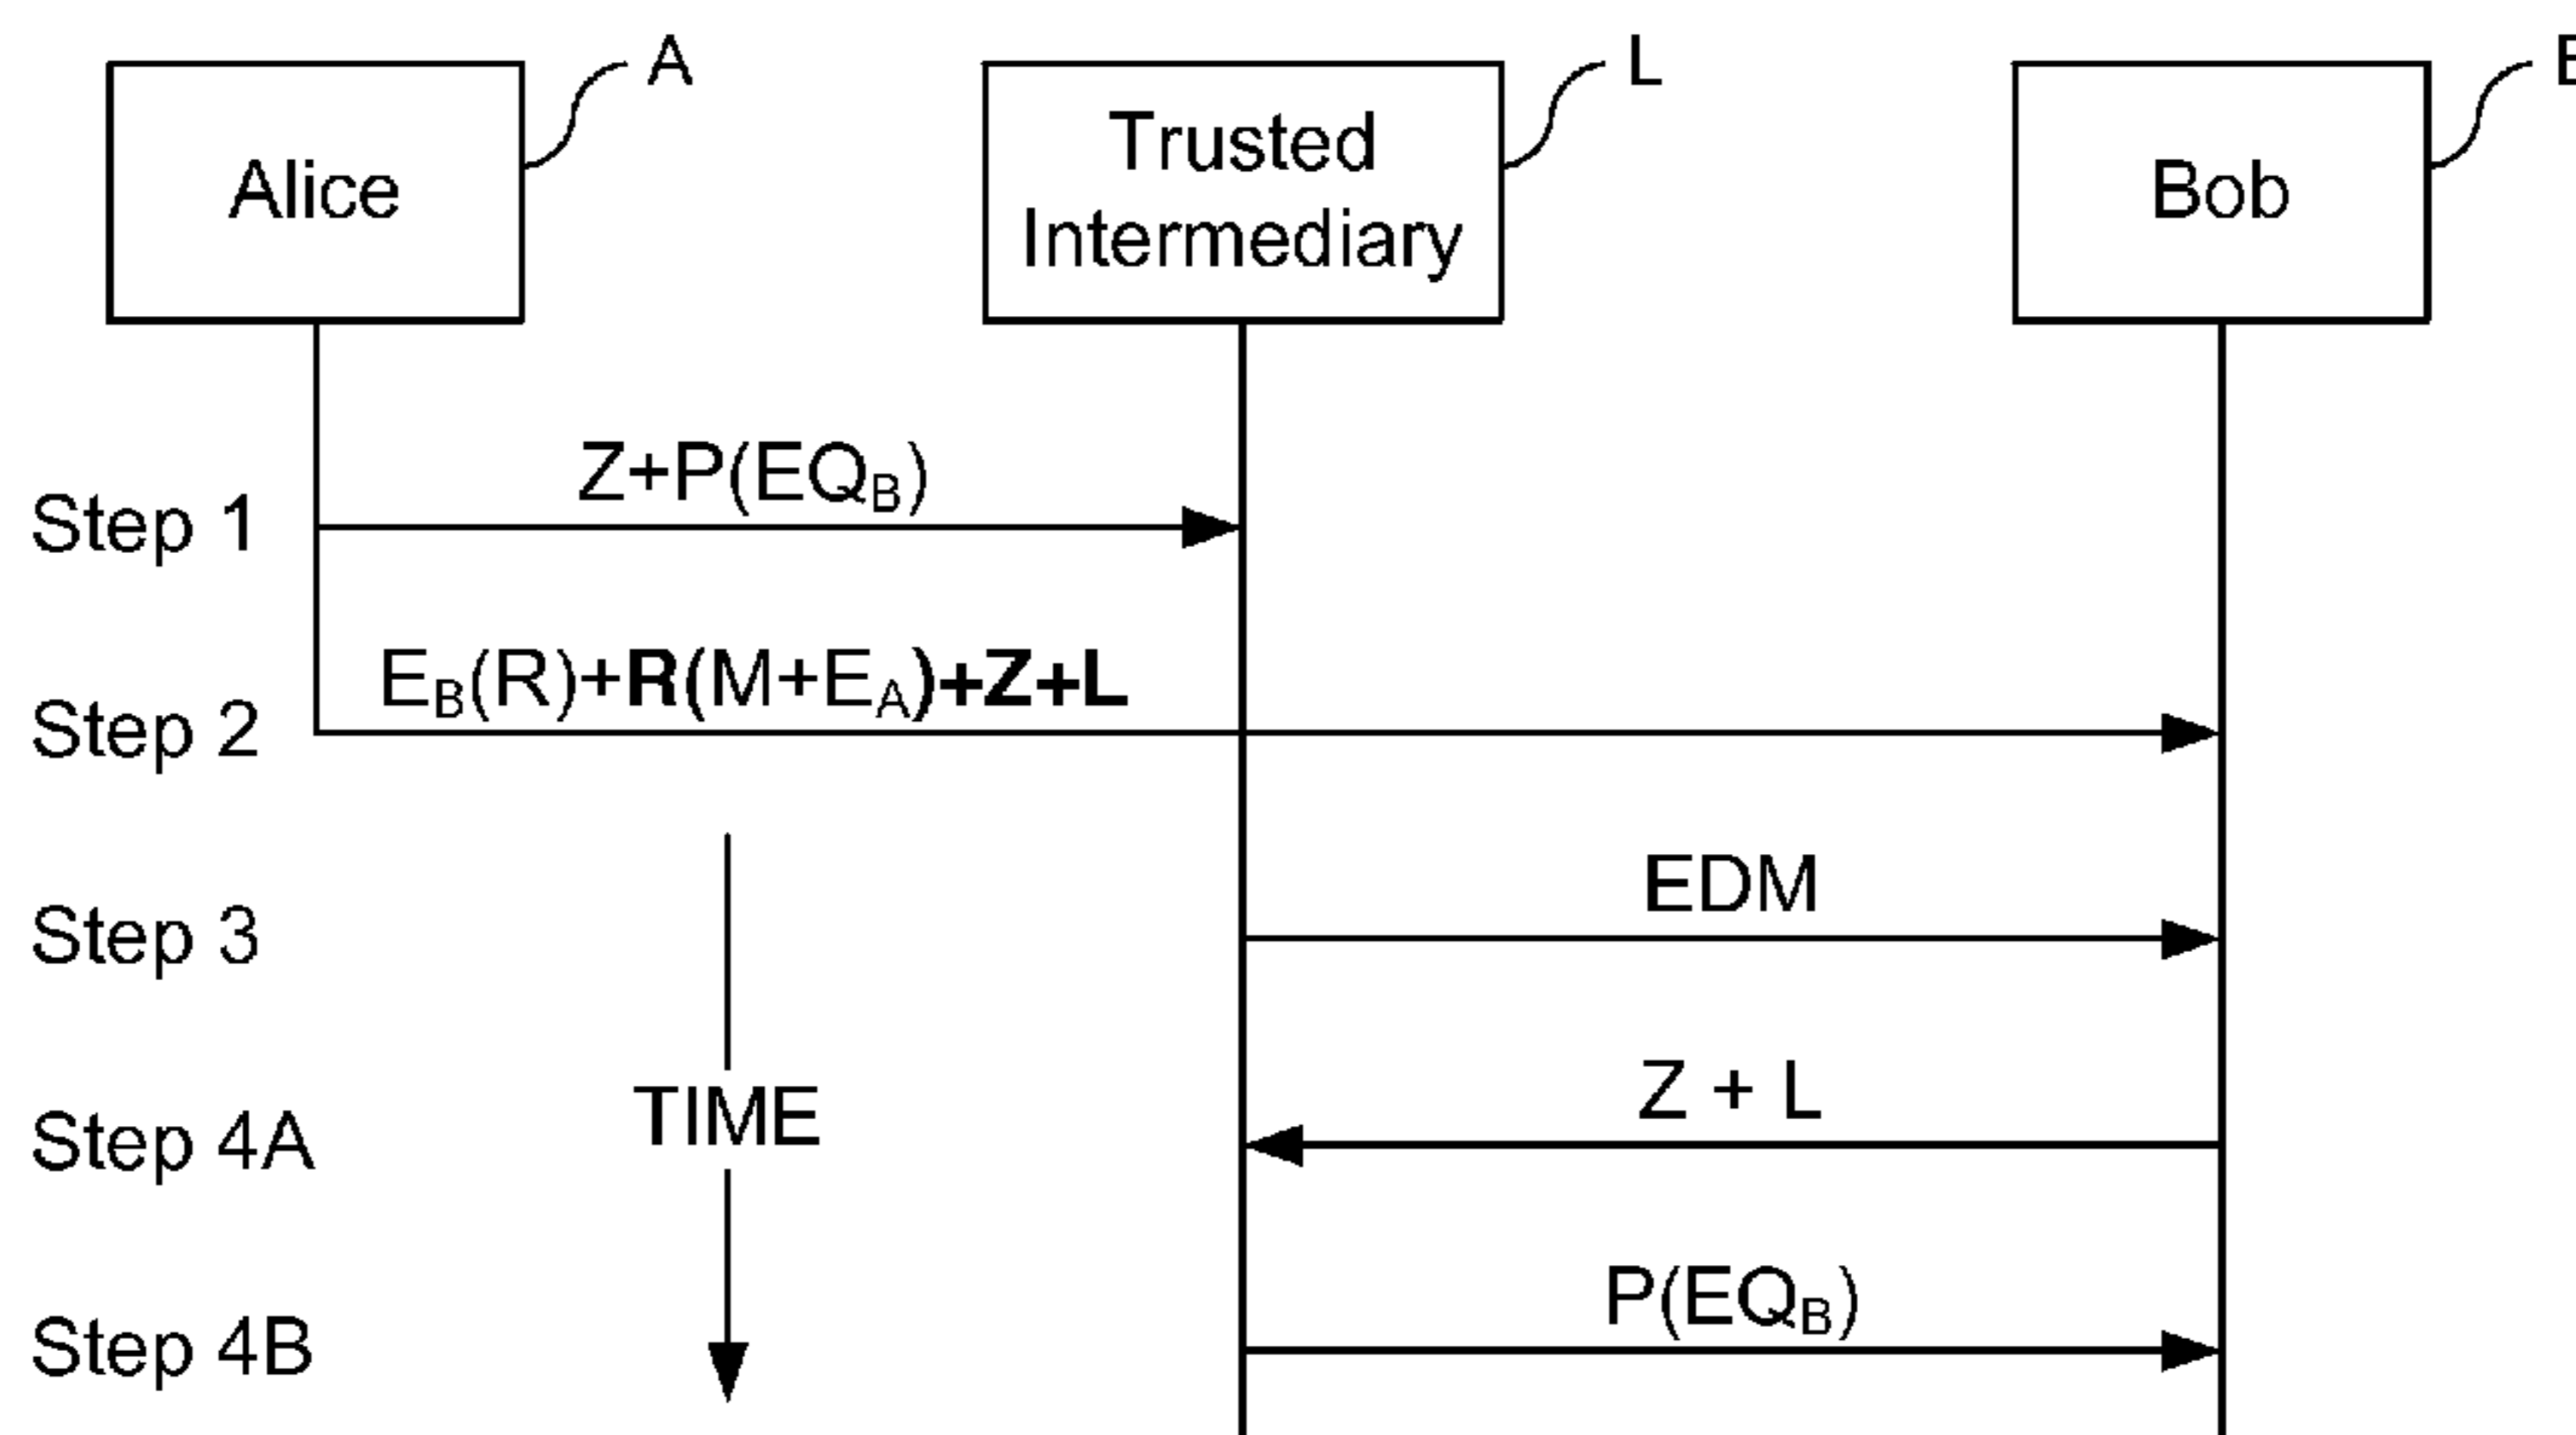 A
L
Alice
Trusted
Intermediary
Bob
Z+P(EQB)
Step 1
EB(R)+R(M+EA)+Z+L
Step 2
EDM
Step 3
Z + L
TIME
Step 4A
P(EQB)
Step 4B